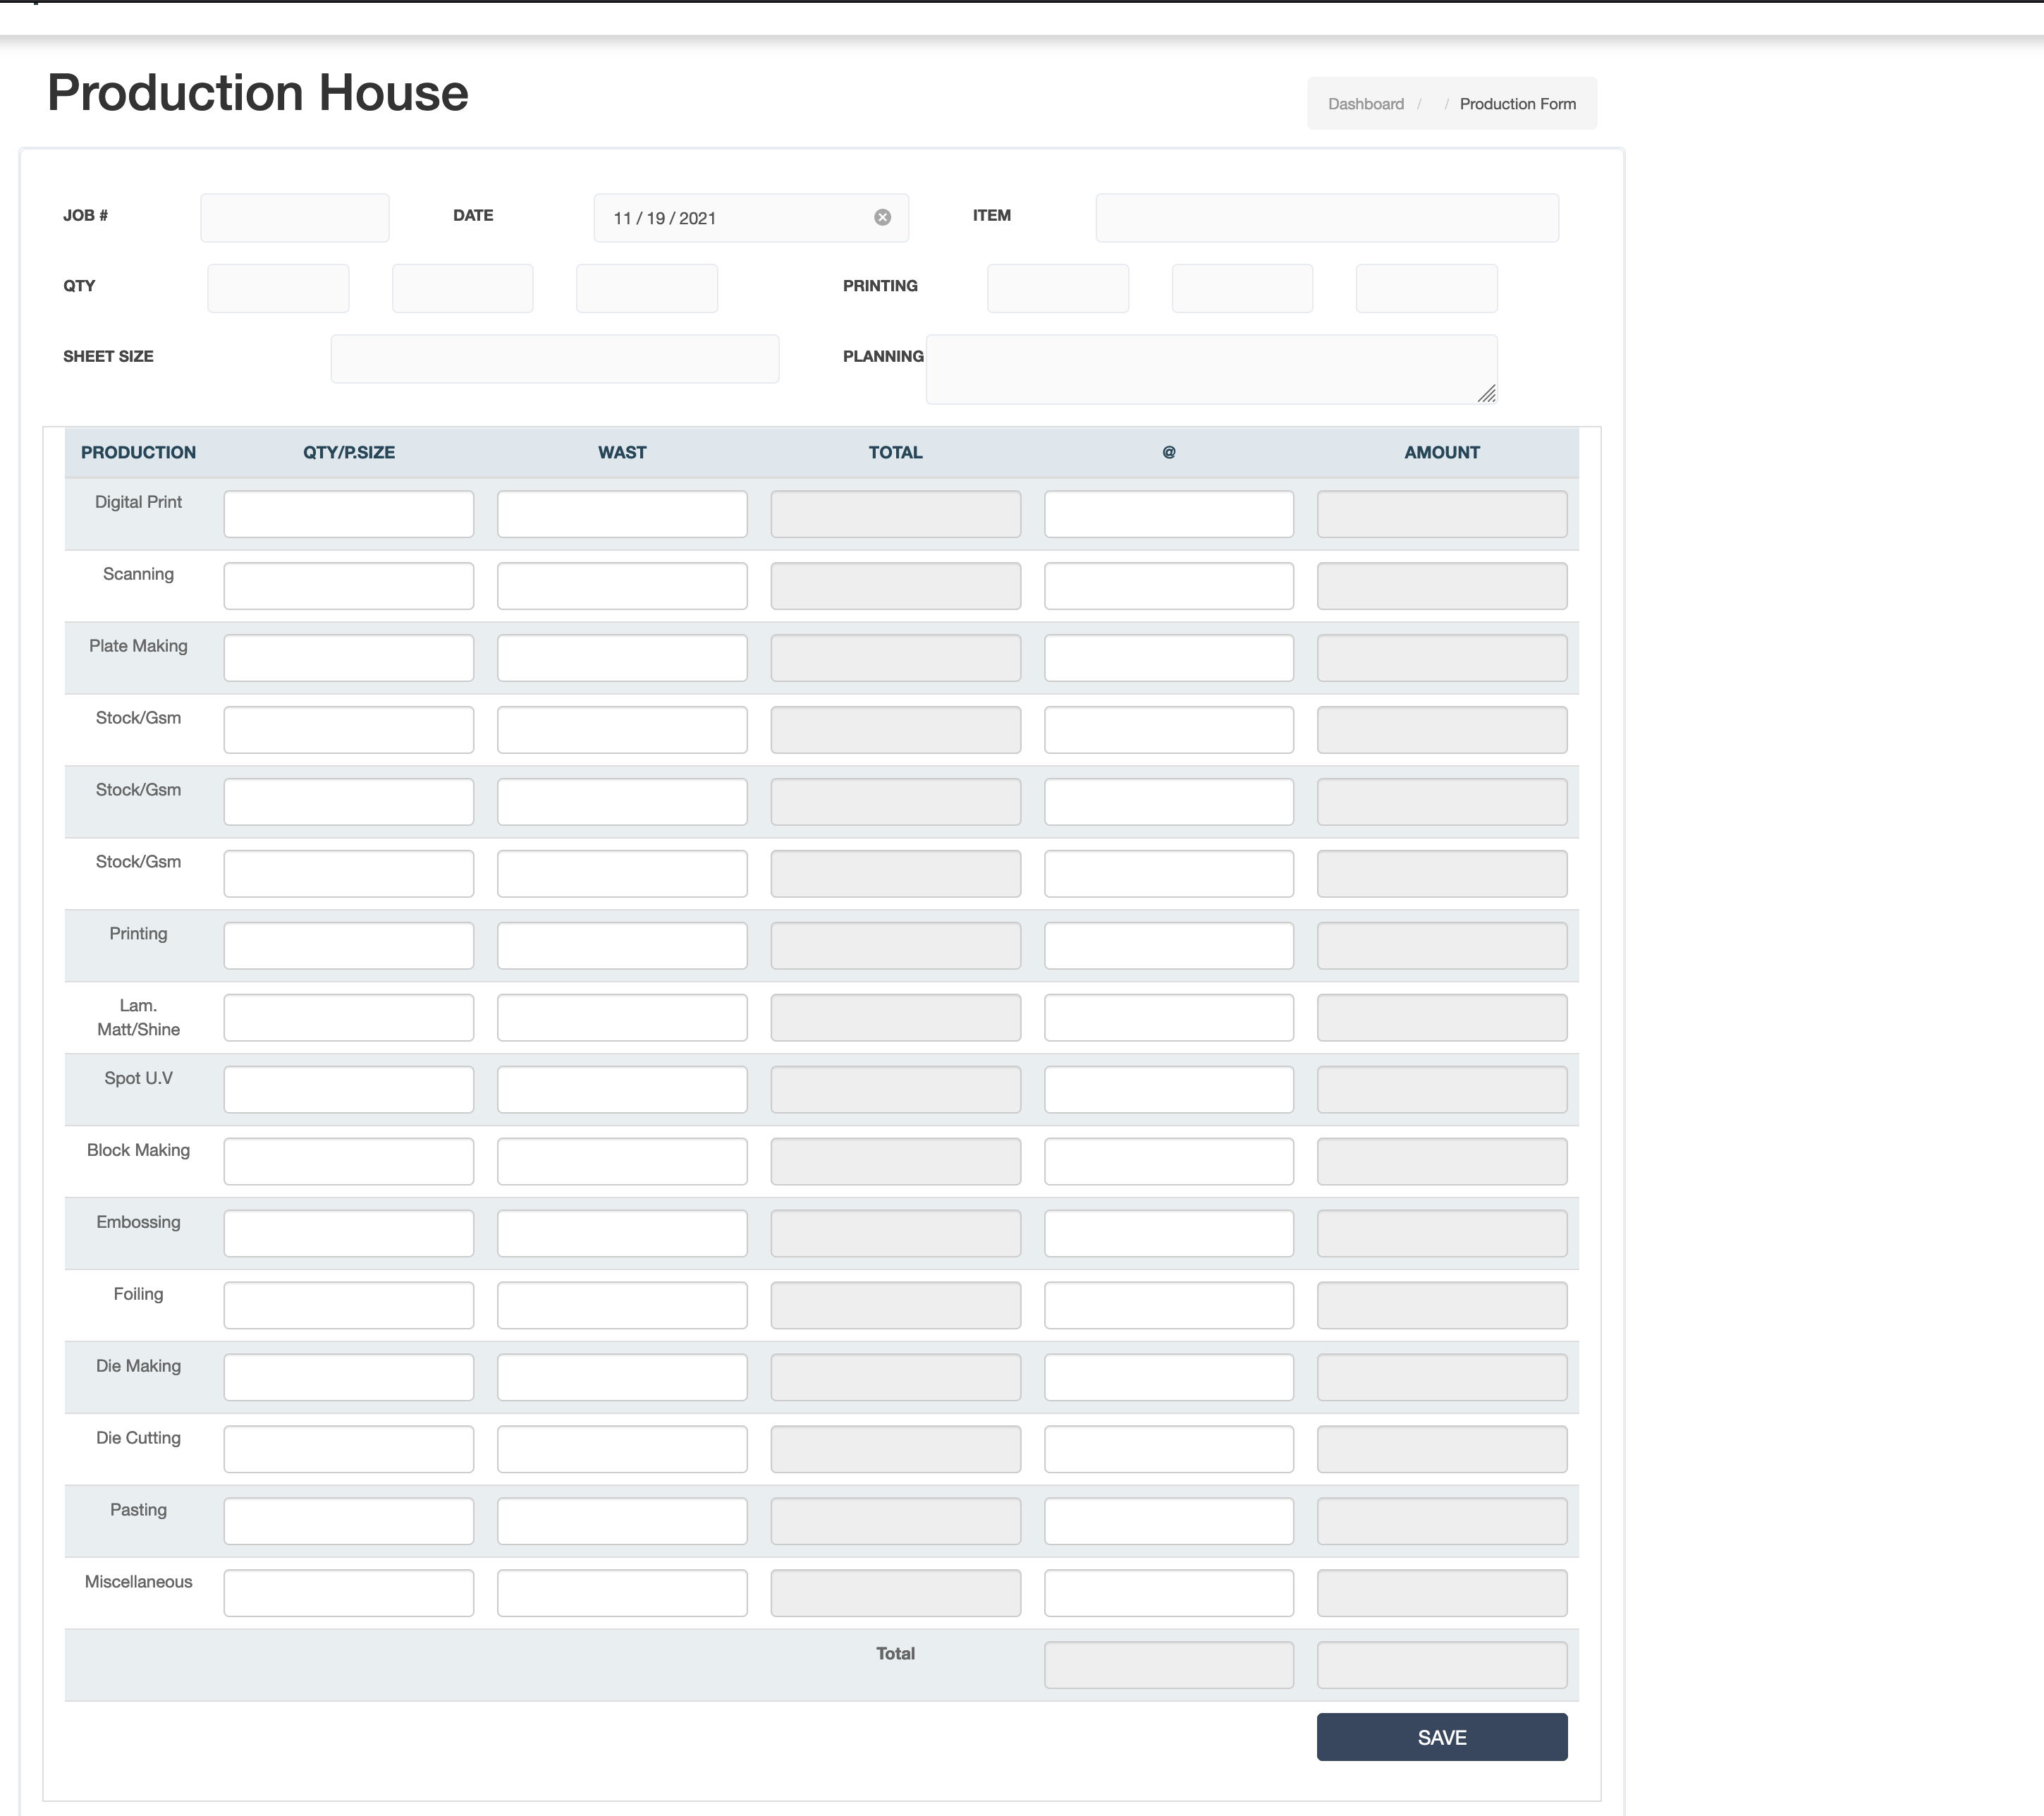 Production House
Dashboard / / Production Form
JOB # DATE 11 / 19 / 2021 ITEM
QTY PRINTING
SHEET SIZE PLANNING
PRODUCTION QTY/P.SIZE WAST TOTAL @ AMOUNT
Digital Print
Scanning
Plate Making
Stock/Gsm
Stock/Gsm
Stock/Gsm
Printing
Lam.
Matt/Shine
Spot U.V
Block Making
Embossing
Foiling
Die Making
Die Cutting
Pasting
Miscellaneous
Total
SAVE